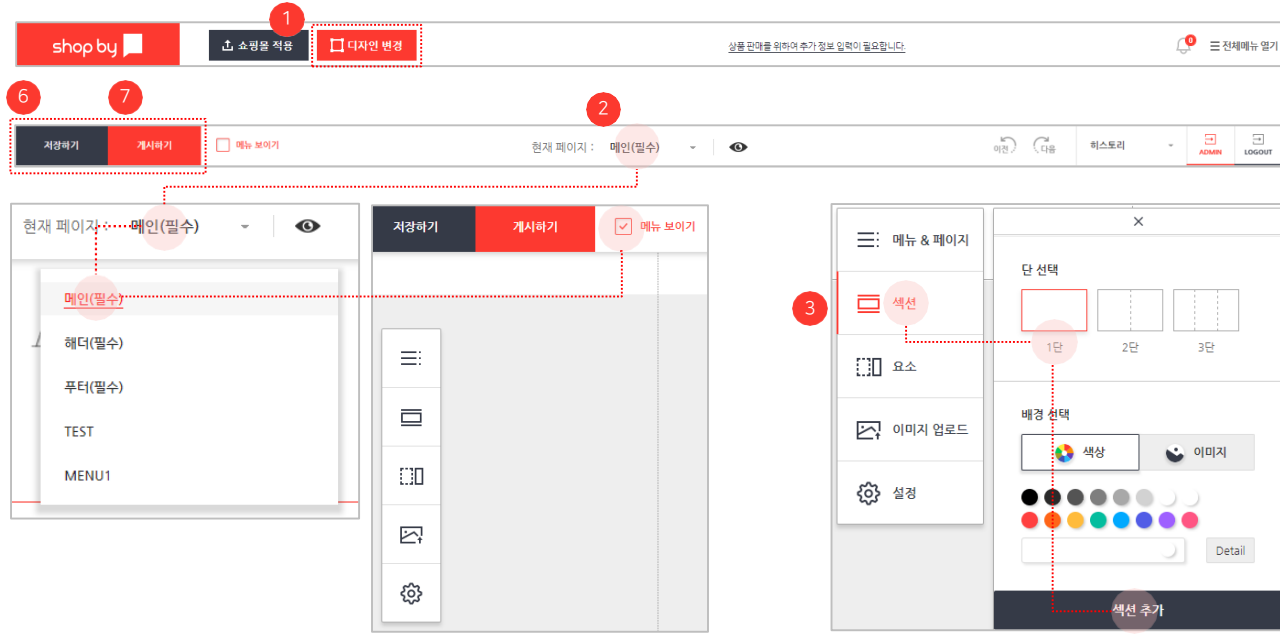 1
shop by
쇼핑몰 적용
디자인 변경
상품 판매를 위하여 추가 정보 입력이 필요합니다.
0
전체메뉴 열기
6
7
2
저장하기
게시하기
메뉴 보이기
현재 페이지 :
메인(필수)
이전
다음
히스토리
ADMIN
LOGOUT
현재 페이지 :
메인(필수)
메인(필수)
해더(필수)
푸터(필수)
TEST
MENU1
저장하기
게시하기
메뉴 보이기
3
메뉴 & 페이지
섹션
요소
이미지 업로드
설정
단 선택
1단
2단
3단
배경 선택
색상
이미지
Detail
섹션 추가